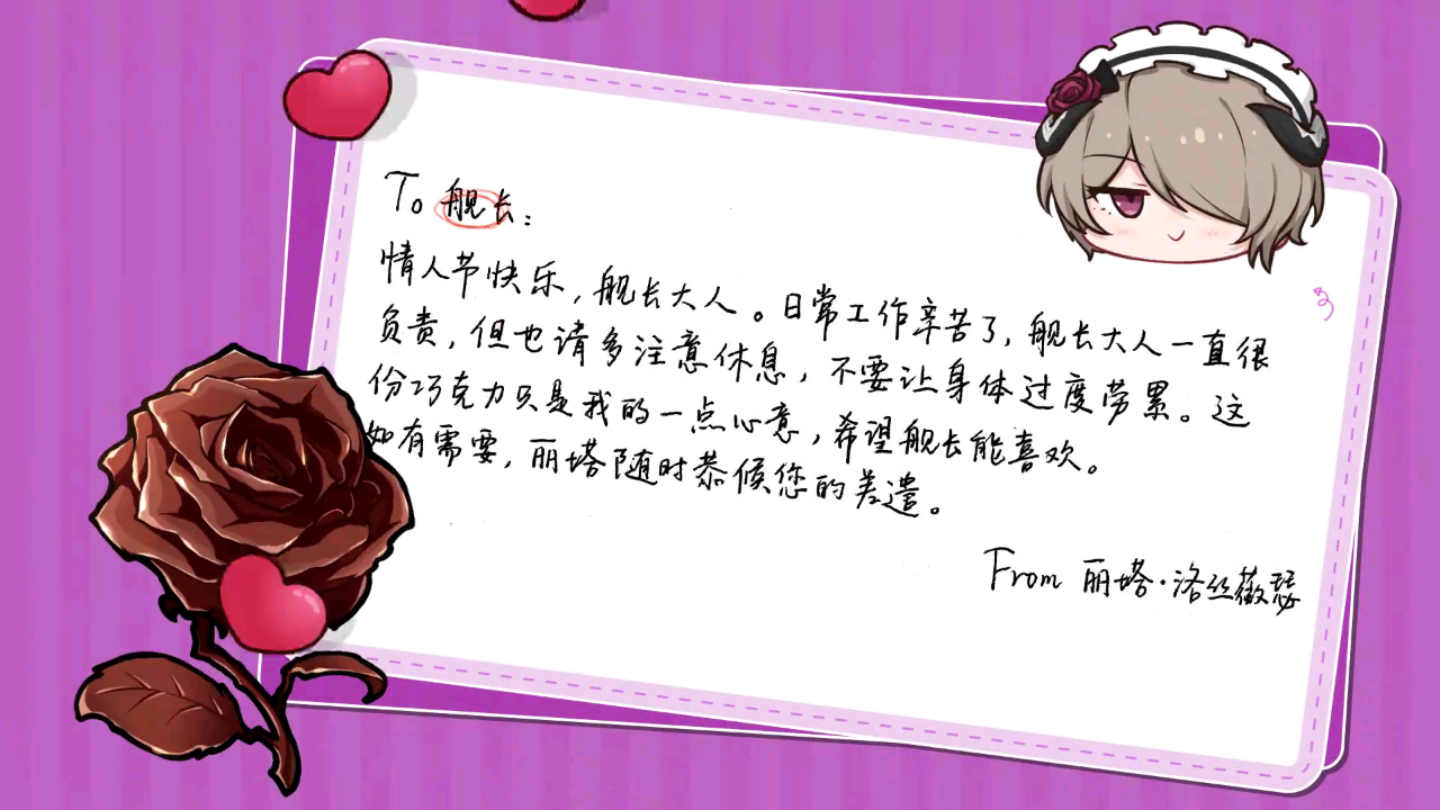 To 舰长：
情人节快乐，舰长大人。日常工作辛苦了，舰长大人一直很
负责，但也请多注意休息，不要让身体过度劳累。这
份巧克力只是我的一点心意，希望舰长能喜欢。
如有需要，丽塔随时恭候您的差遣。
From 丽塔·洛丝薇瑟